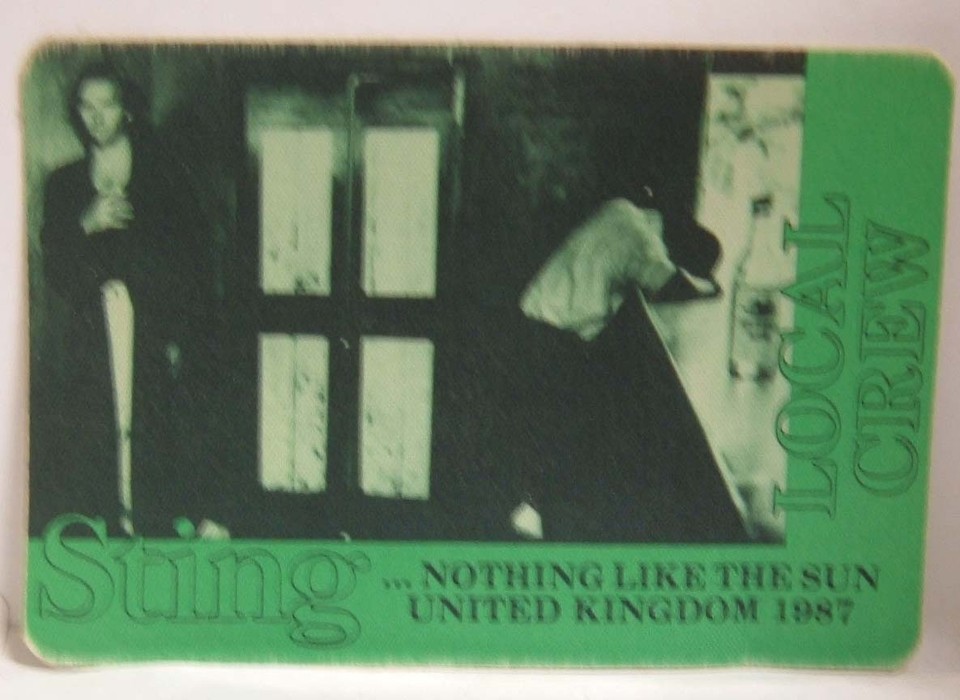 Sting
... NOTHING LIKE THE SUN
UNITED KINGDOM 1987
LOCAL
CREW